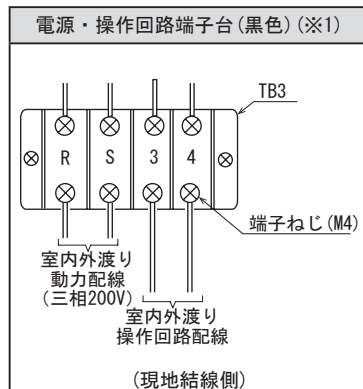 電源・操作回路端子台(黒色)(※1)
TB3
R S 3 4
端子ねじ(M4)
室内外渡り
動力配線
(三相200V)
室内外渡り
操作回路配線
(現地結線側)